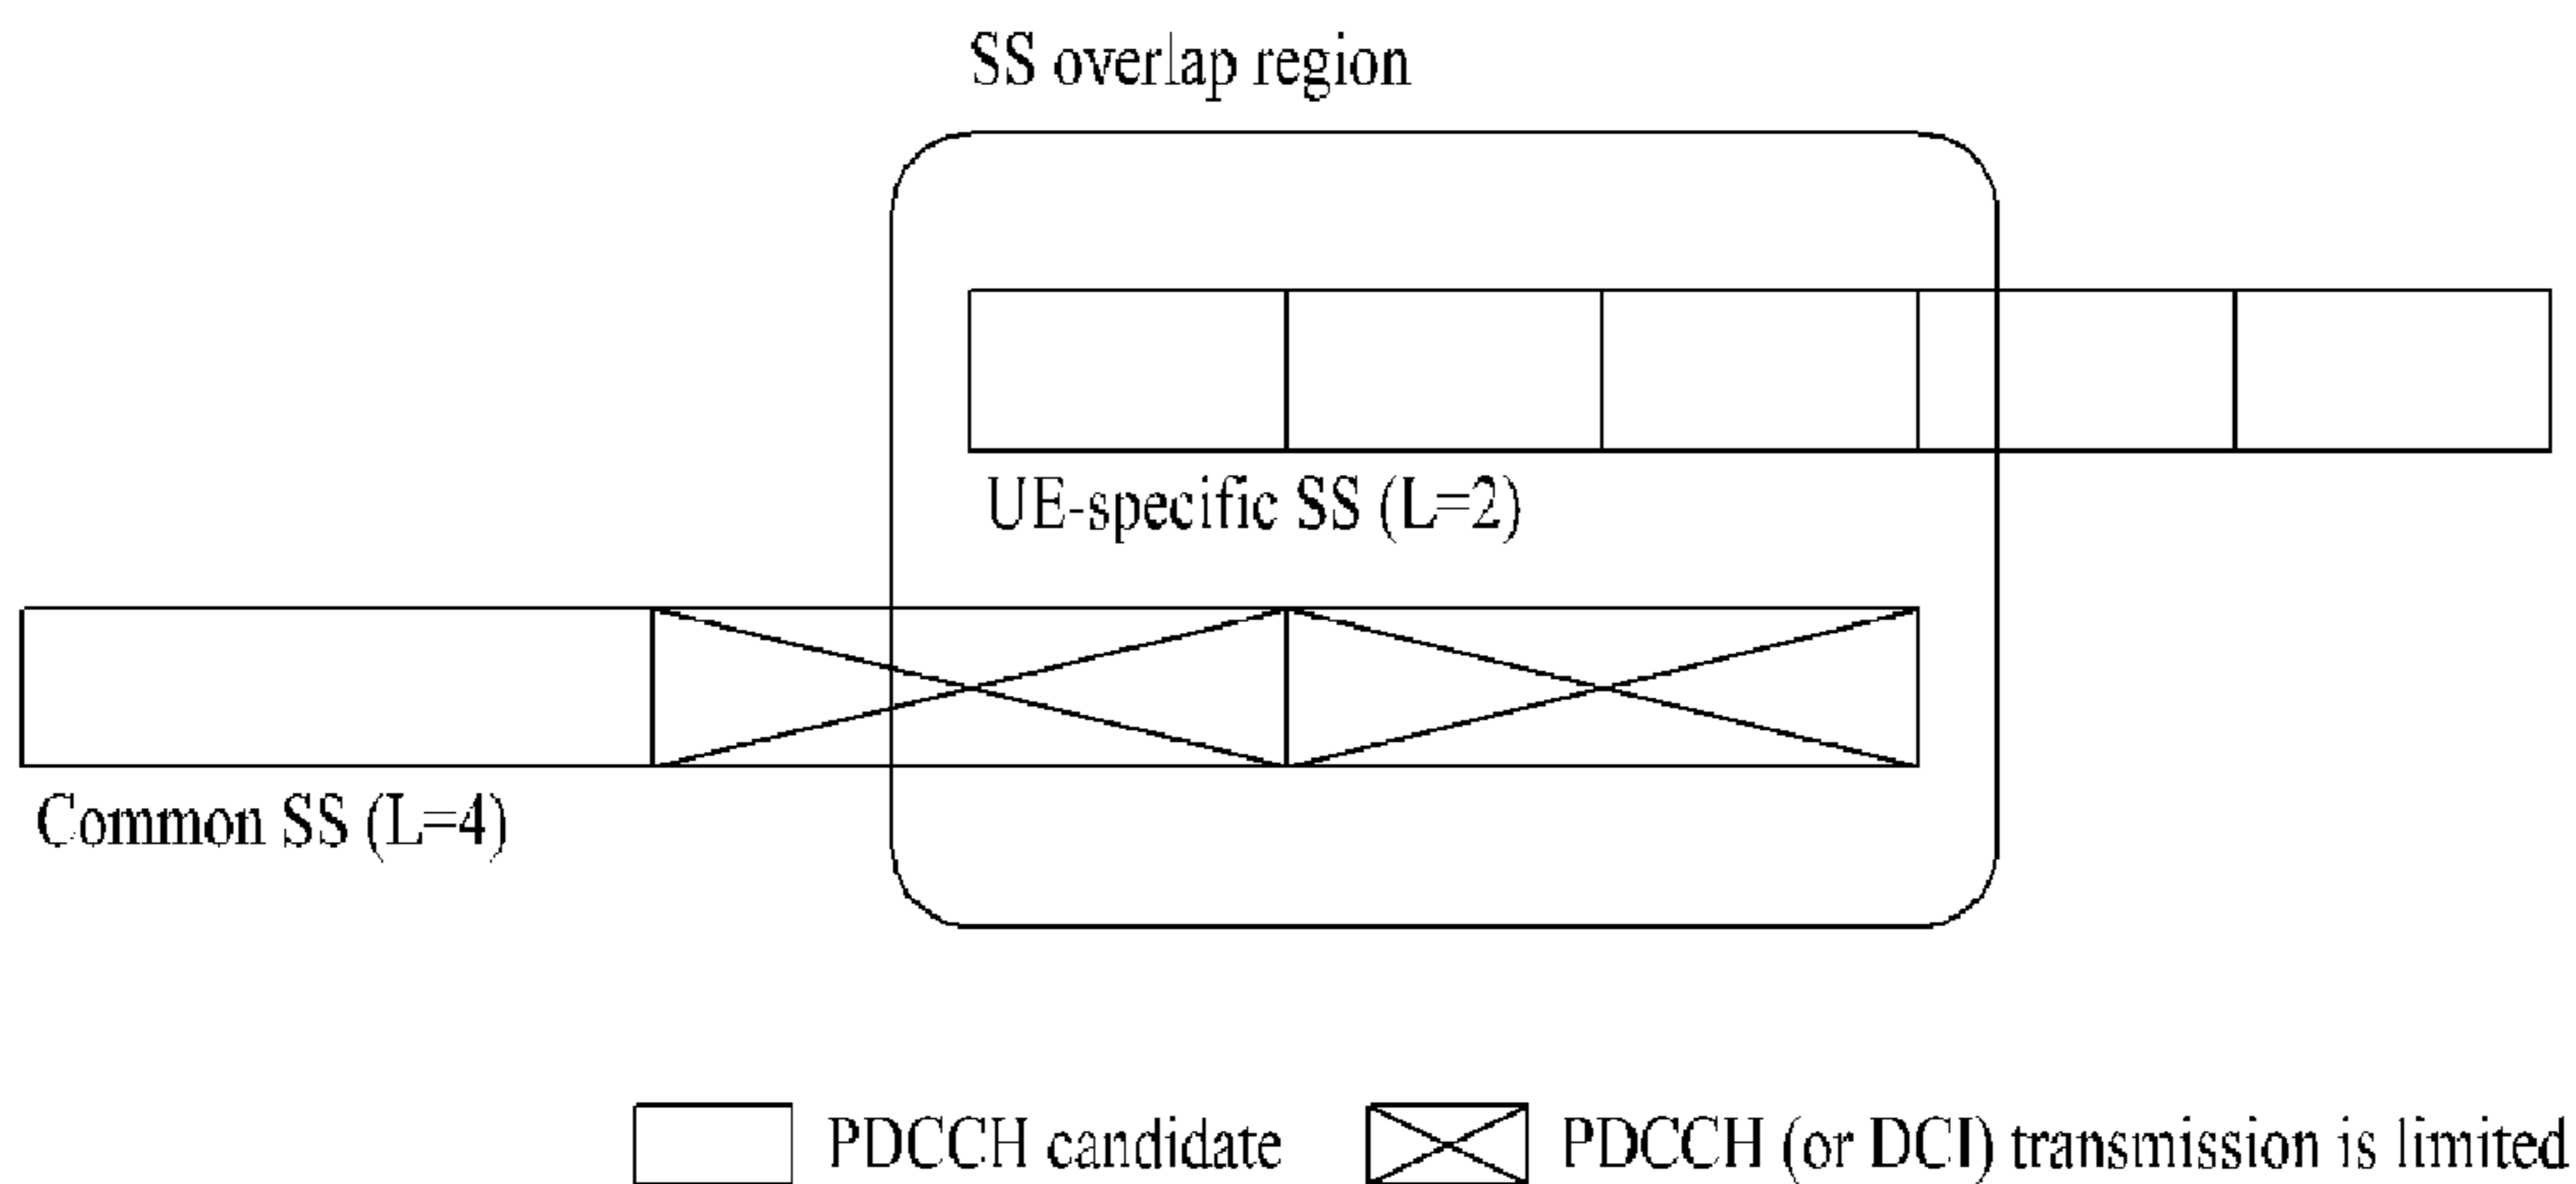 SS overlap region
UE-specific SS (L=2)
Common SS (L=4)
PDCCH candidate
PDCCH (or DCI) transmission is limited